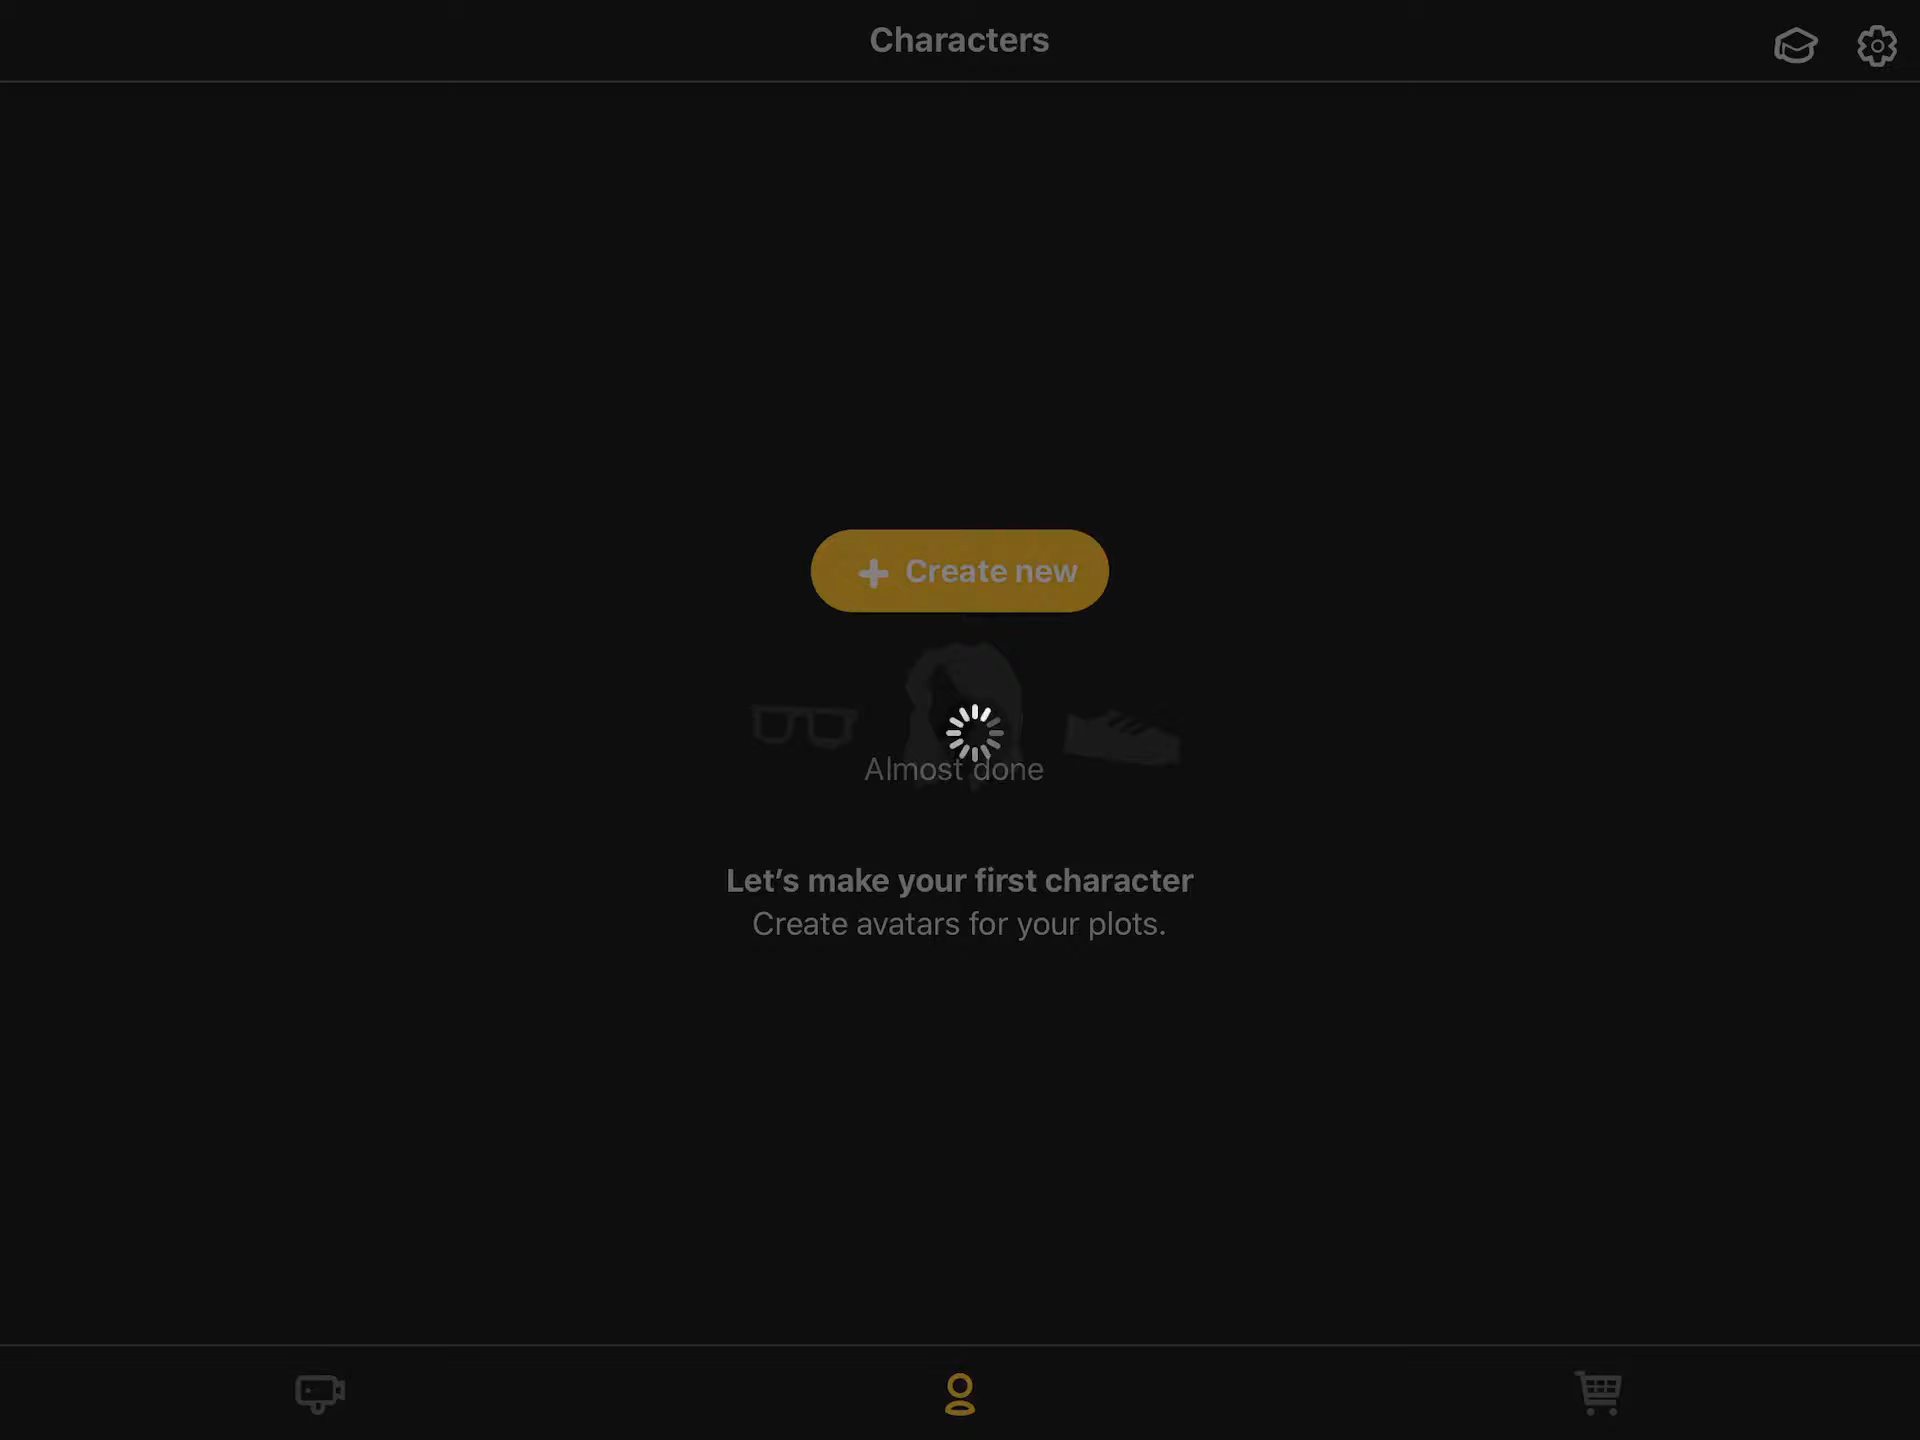 Characters
Create new
Almost done
Let's make your first character
Create avatars for your plots.